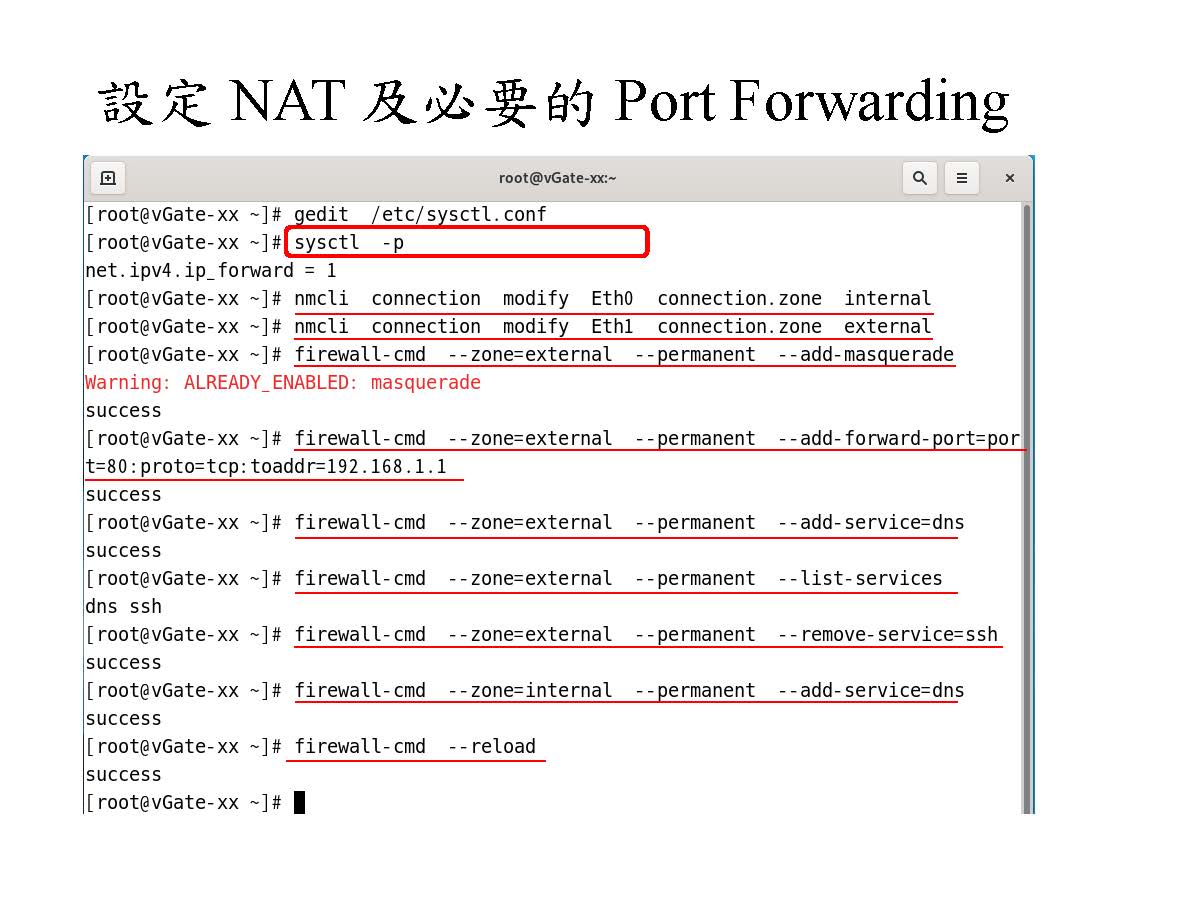 設定 NAT 及必要的 Port Forwarding
root@vGate-xx:~
[root@vGate-xx ~]# gedit  /etc/sysctl.conf
[root@vGate-xx ~]# sysctl  -p
net.ipv4.ip_forward = 1
[root@vGate-xx ~]# nmcli  connection  modify  Eth0  connection.zone  internal
[root@vGate-xx ~]# nmcli  connection  modify  Eth1  connection.zone  external
[root@vGate-xx ~]# firewall-cmd  --zone=external  --permanent  --add-masquerade
Warning: ALREADY_ENABLED: masquerade
success
[root@vGate-xx ~]# firewall-cmd  --zone=external  --permanent  --add-forward-port=por
t=80:proto=tcp:toaddr=192.168.1.1
success
[root@vGate-xx ~]# firewall-cmd  --zone=external  --permanent  --add-service=dns
success
[root@vGate-xx ~]# firewall-cmd  --zone=external  --permanent  --list-services
dns ssh
[root@vGate-xx ~]# firewall-cmd  --zone=external  --permanent  --remove-service=ssh
success
[root@vGate-xx ~]# firewall-cmd  --zone=internal  --permanent  --add-service=dns
success
[root@vGate-xx ~]# firewall-cmd  --reload
success
[root@vGate-xx ~]#